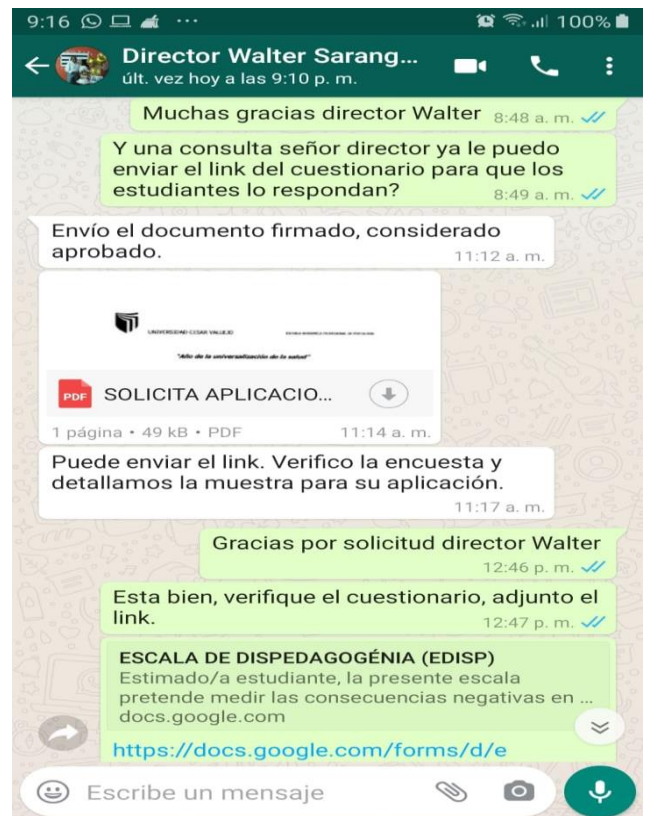 9:16 ... 100%
Director Walter Sarang...
últ. vez hoy a las 9:10 p. m.
Muchas gracias director Walter 8:48 a. m.
Y una consulta señor director ya le puedo
enviar el link del cuestionario para que los
estudiantes lo respondan? 8:49 a. m.
Envío el documento firmado, considerado
aprobado. 11:12 a. m.
UNIVERSIDAD CESAR VALLEJO
"Año de la universalización de la salud"
PDF SOLICITA APLICACIO...
1 página • 49 kB • PDF 11:14 a. m.
Puede enviar el link. Verifico la encuesta y
detallamos la muestra para su aplicación.
11:17 a. m.
Gracias por solicitud director Walter
12:46 p. m.
Esta bien, verifique el cuestionario, adjunto el
link. 12:47 p. m.
ESCALA DE DISPEDAGOGÉNIA (EDISP)
Estimado/a estudiante, la presente escala
pretende medir las consecuencias negativas en ...
docs.google.com
https://docs.google.com/forms/d/e
Escribe un mensaje